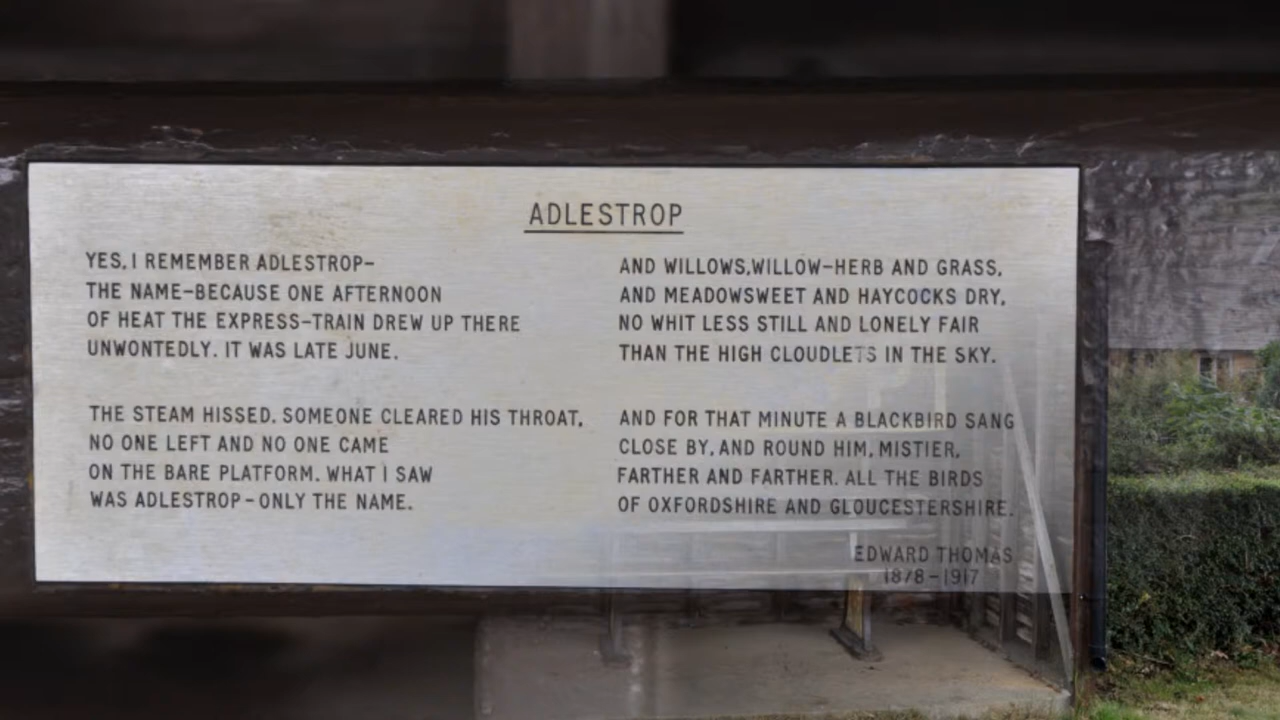 ADLESTROP
YES, I REMEMBER ADLESTROP-
THE NAME-BECAUSE ONE AFTERNOON
OF HEAT THE EXPRESS-TRAIN DREW UP THERE
UNWONTEDLY. IT WAS LATE JUNE.
THE STEAM HISSED. SOMEONE CLEARED HIS THROAT.
NO ONE LEFT AND NO ONE CAME
ON THE BARE PLATFORM. WHAT I SAW
WAS ADLESTROP-ONLY THE NAME.
AND WILLOWS,WILLOW-HERB AND GRASS,
AND MEADOWSWEET AND HAYCOCKS DRY,
NO WHIT LESS STILL AND LONELY FAIR
THAN THE HIGH CLOUDLETS IN THE SKY.
AND FOR THAT MINUTE A BLACKBIRD SANG
CLOSE BY, AND ROUND HIM, MISTIER,
FARTHER AND FARTHER. ALL THE BIRDS
OF OXFORDSHIRE AND GLOUCESTERSHIRE.
EDWARD THOMAS
1878-1917